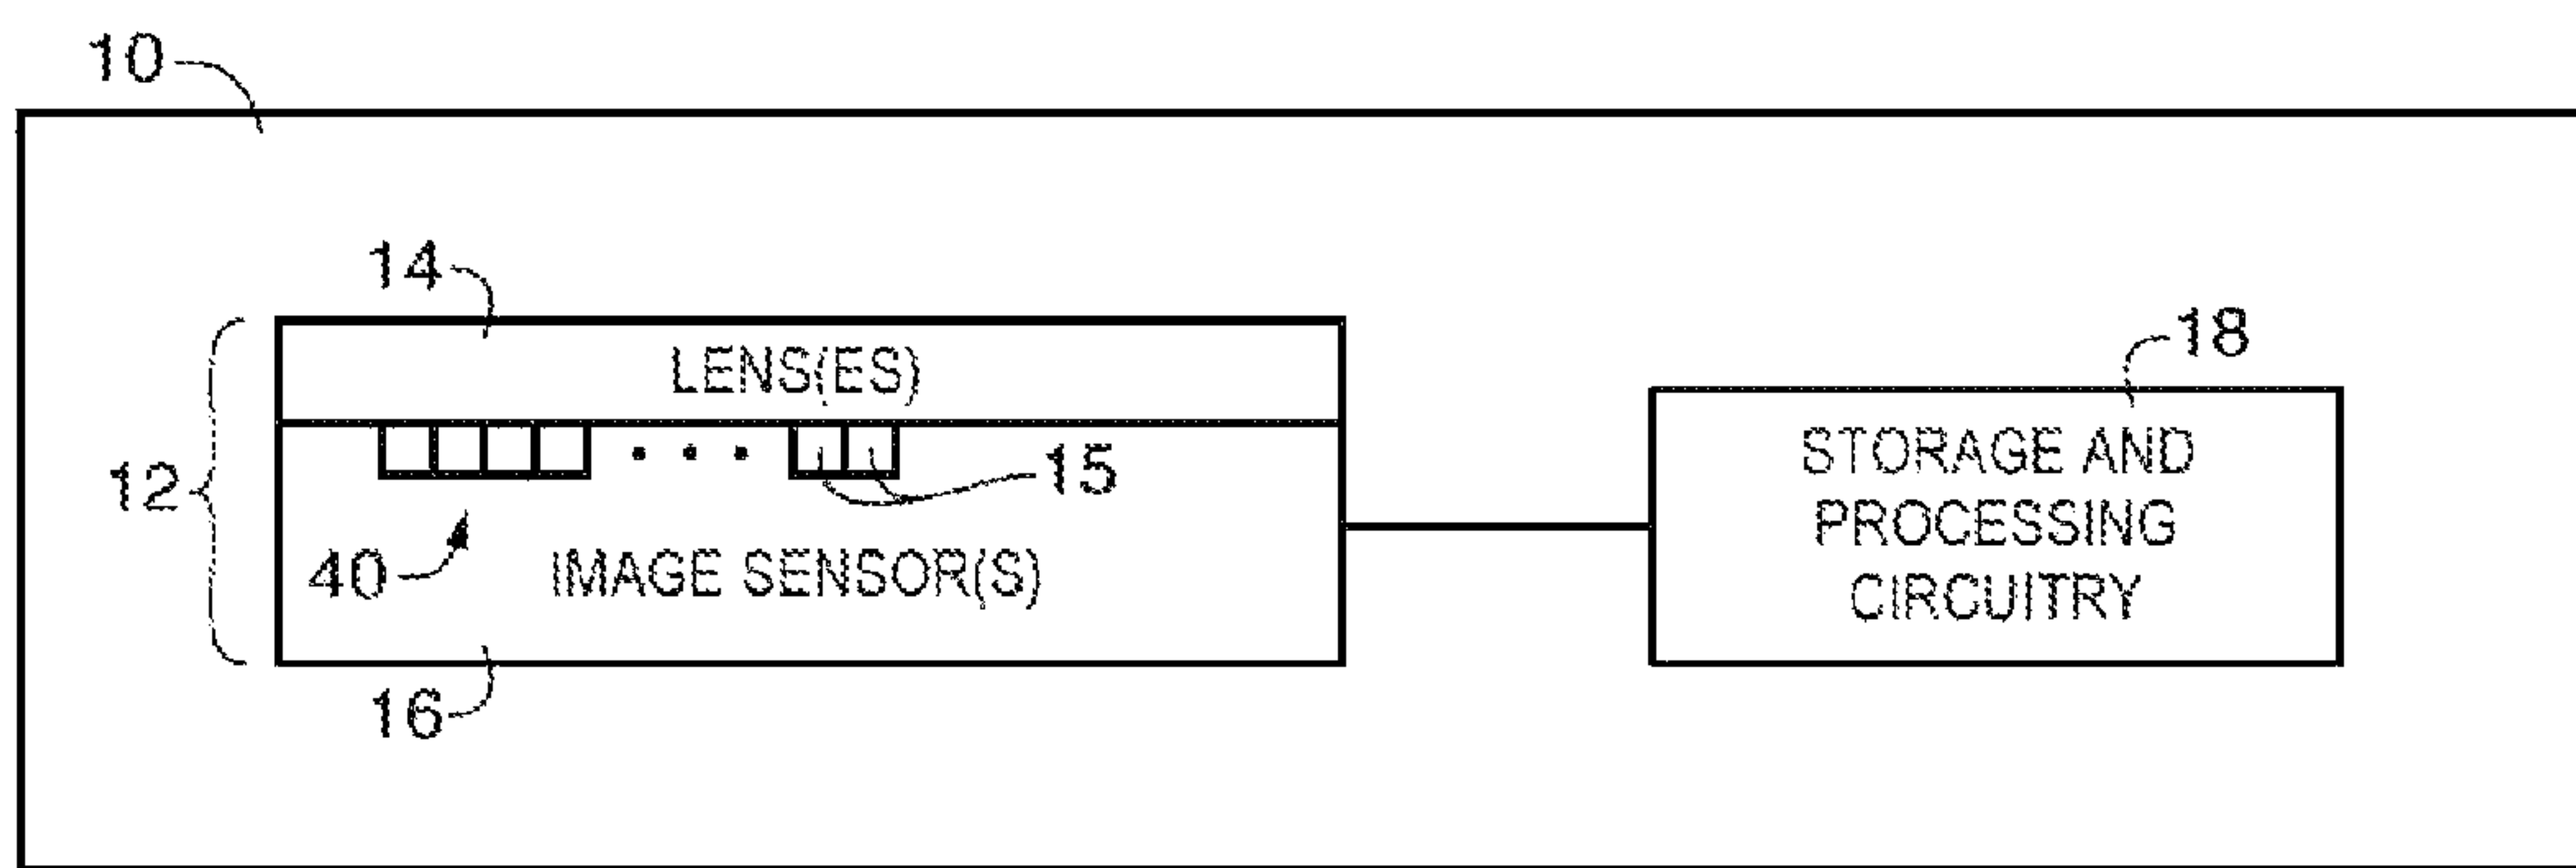 10
14
LENS(ES)
18
12
15
STORAGE AND
PROCESSING
CIRCUITRY
40
IMAGE SENSOR(S)
16